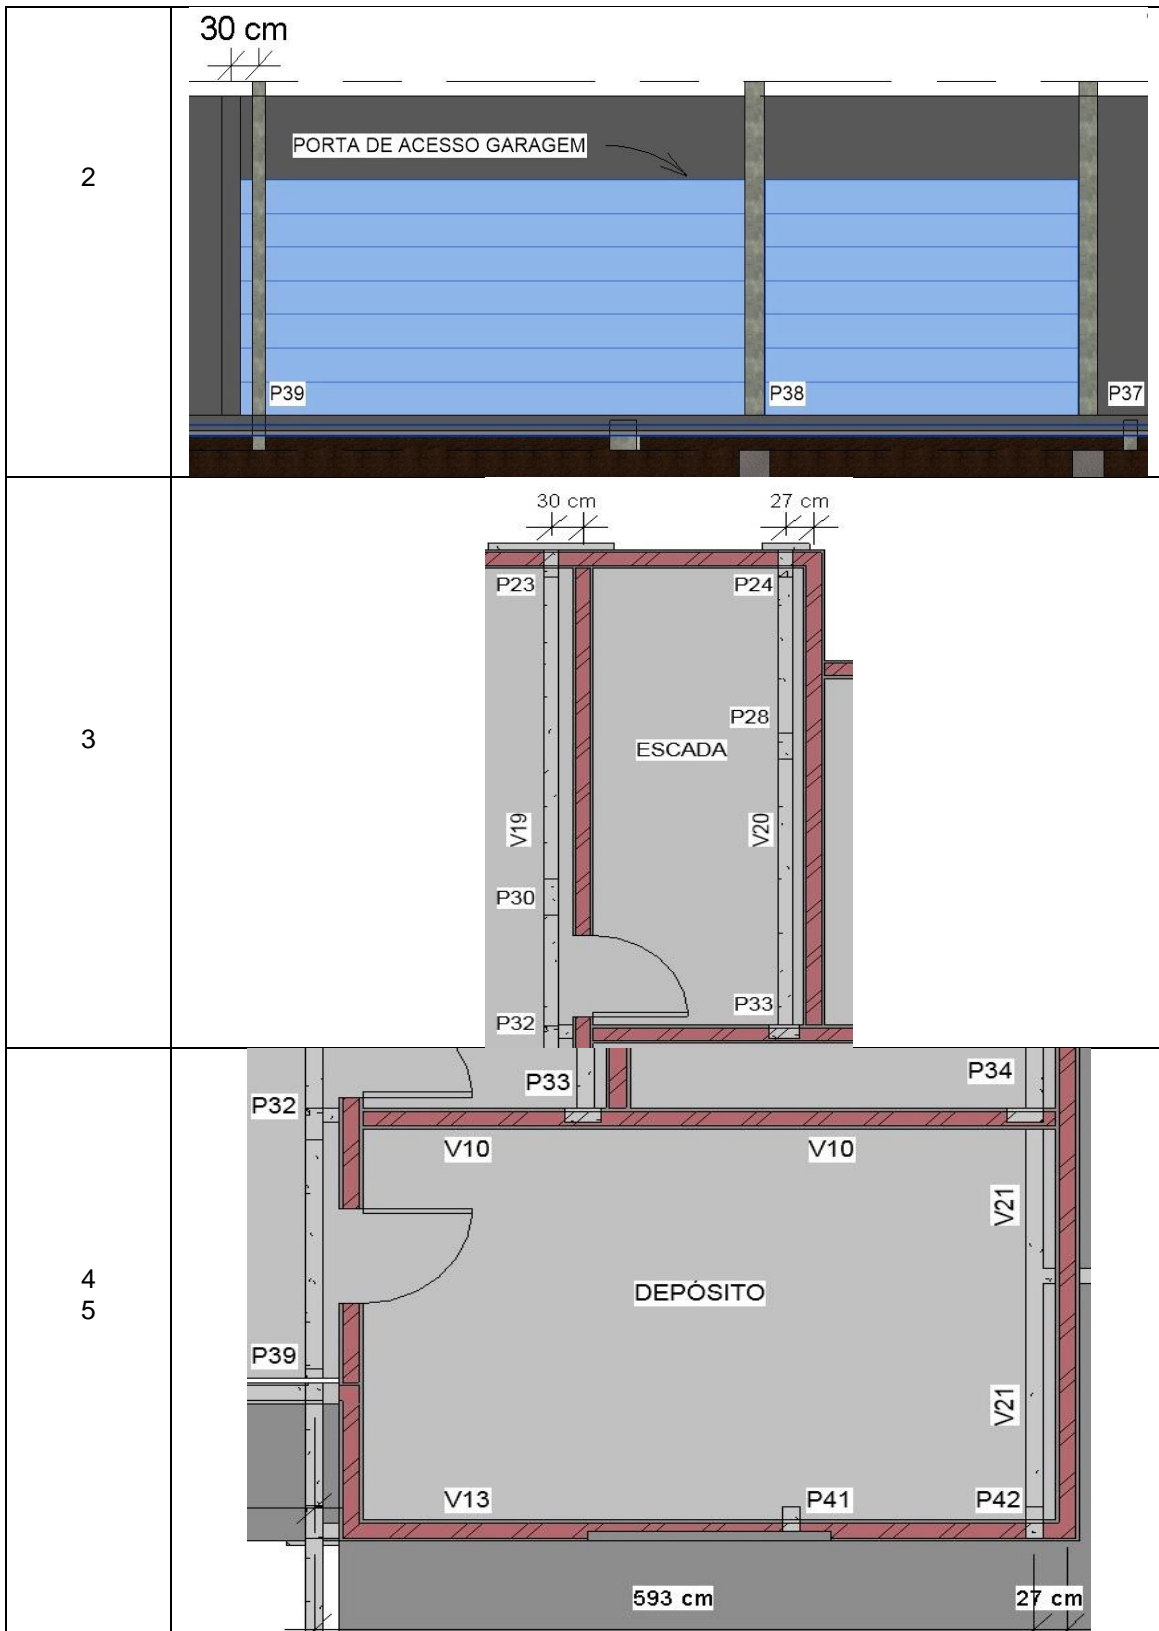 2
30 cm
PORTA DE ACESSO GARAGEM
P39
P38
P37
3
30 cm
27 cm
P23
P24
P28
ESCADA
V19
V20
P30
P33
P32
4
5
P33
P34
P32
V10
V10
V21
DEPÓSITO
P39
V21
V13
P41
P42
593 cm
27 cm